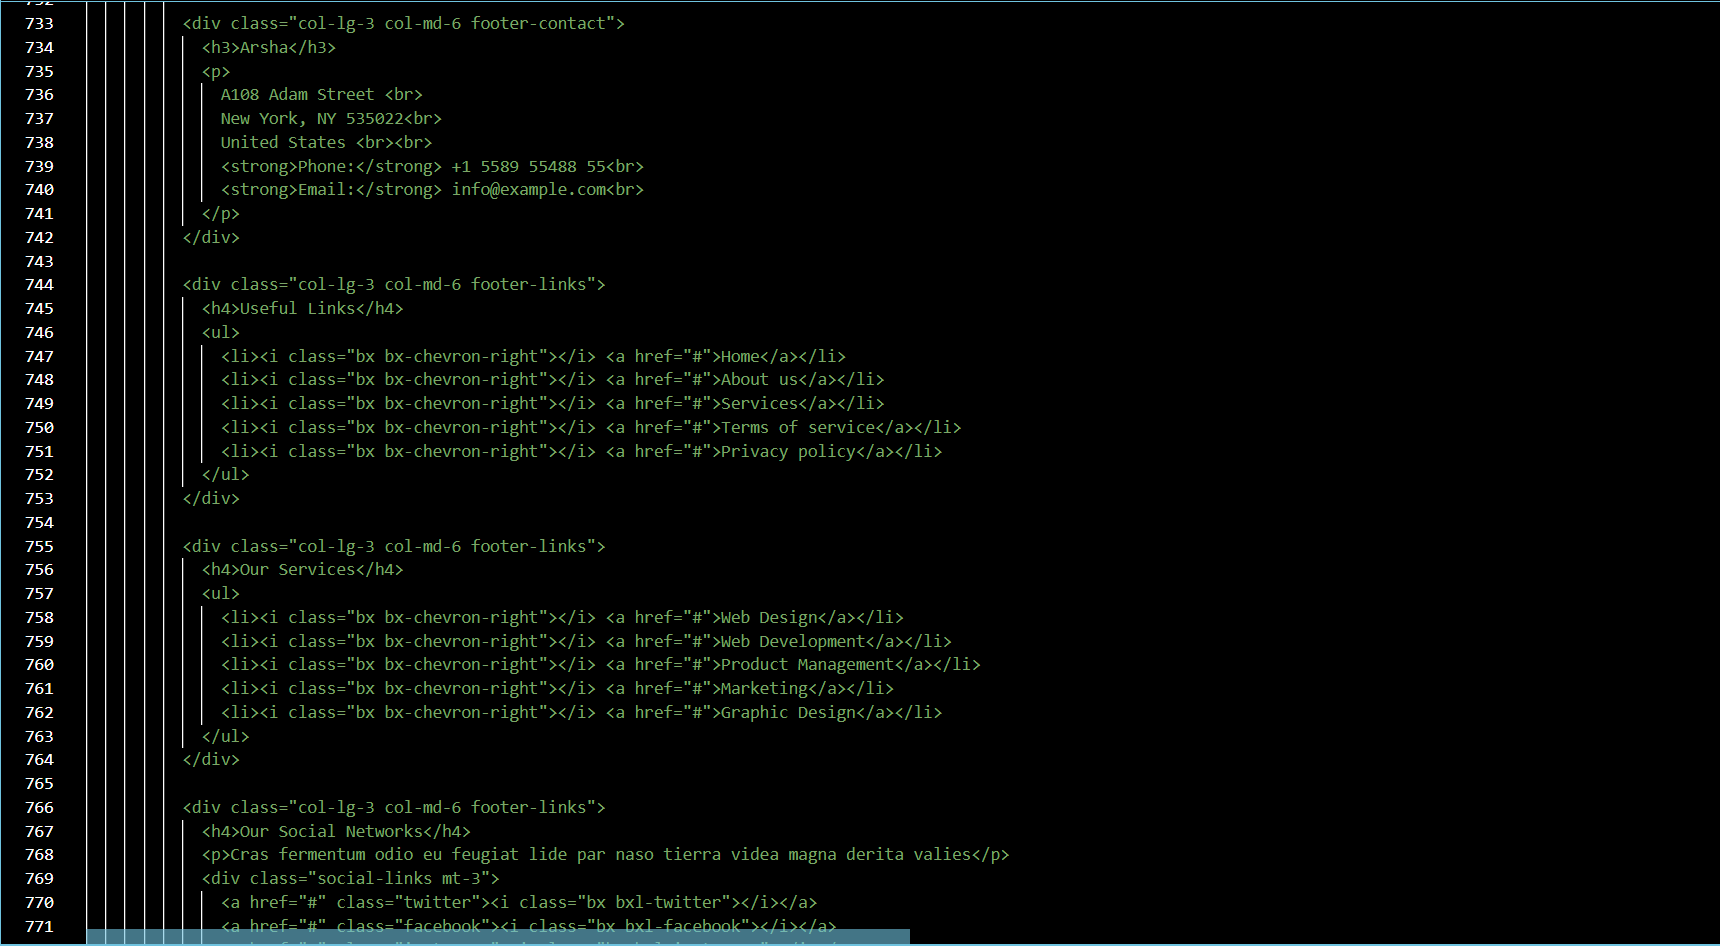 732
733 <div class="col-lg-3 col-md-6 footer-contact">
734 <h3>Arsha</h3>
735 <p>
736 A108 Adam Street <br>
737 New York, NY 535022<br>
738 United States <br><br>
739 <strong>Phone:</strong> +1 5589 55488 55<br>
740 <strong>Email:</strong> info@example.com<br>
741 </p>
742 </div>
743
744 <div class="col-lg-3 col-md-6 footer-links">
745 <h4>Useful Links</h4>
746 <ul>
747 <li><i class="bx bx-chevron-right"></i> <a href="#">Home</a></li>
748 <li><i class="bx bx-chevron-right"></i> <a href="#">About us</a></li>
749 <li><i class="bx bx-chevron-right"></i> <a href="#">Services</a></li>
750 <li><i class="bx bx-chevron-right"></i> <a href="#">Terms of service</a></li>
751 <li><i class="bx bx-chevron-right"></i> <a href="#">Privacy policy</a></li>
752 </ul>
753 </div>
754
755 <div class="col-lg-3 col-md-6 footer-links">
756 <h4>Our Services</h4>
757 <ul>
758 <li><i class="bx bx-chevron-right"></i> <a href="#">Web Design</a></li>
759 <li><i class="bx bx-chevron-right"></i> <a href="#">Web Development</a></li>
760 <li><i class="bx bx-chevron-right"></i> <a href="#">Product Management</a></li>
761 <li><i class="bx bx-chevron-right"></i> <a href="#">Marketing</a></li>
762 <li><i class="bx bx-chevron-right"></i> <a href="#">Graphic Design</a></li>
763 </ul>
764 </div>
765
766 <div class="col-lg-3 col-md-6 footer-links">
767 <h4>Our Social Networks</h4>
768 <p>Cras fermentum odio eu feugiat lide par naso tierra videa magna derita valies</p>
769 <div class="social-links mt-3">
770 <a href="#" class="twitter"><i class="bx bxl-twitter"></i></a>
771 <a href="#" class="facebook"><i class="bx bxl-facebook"></i></a>